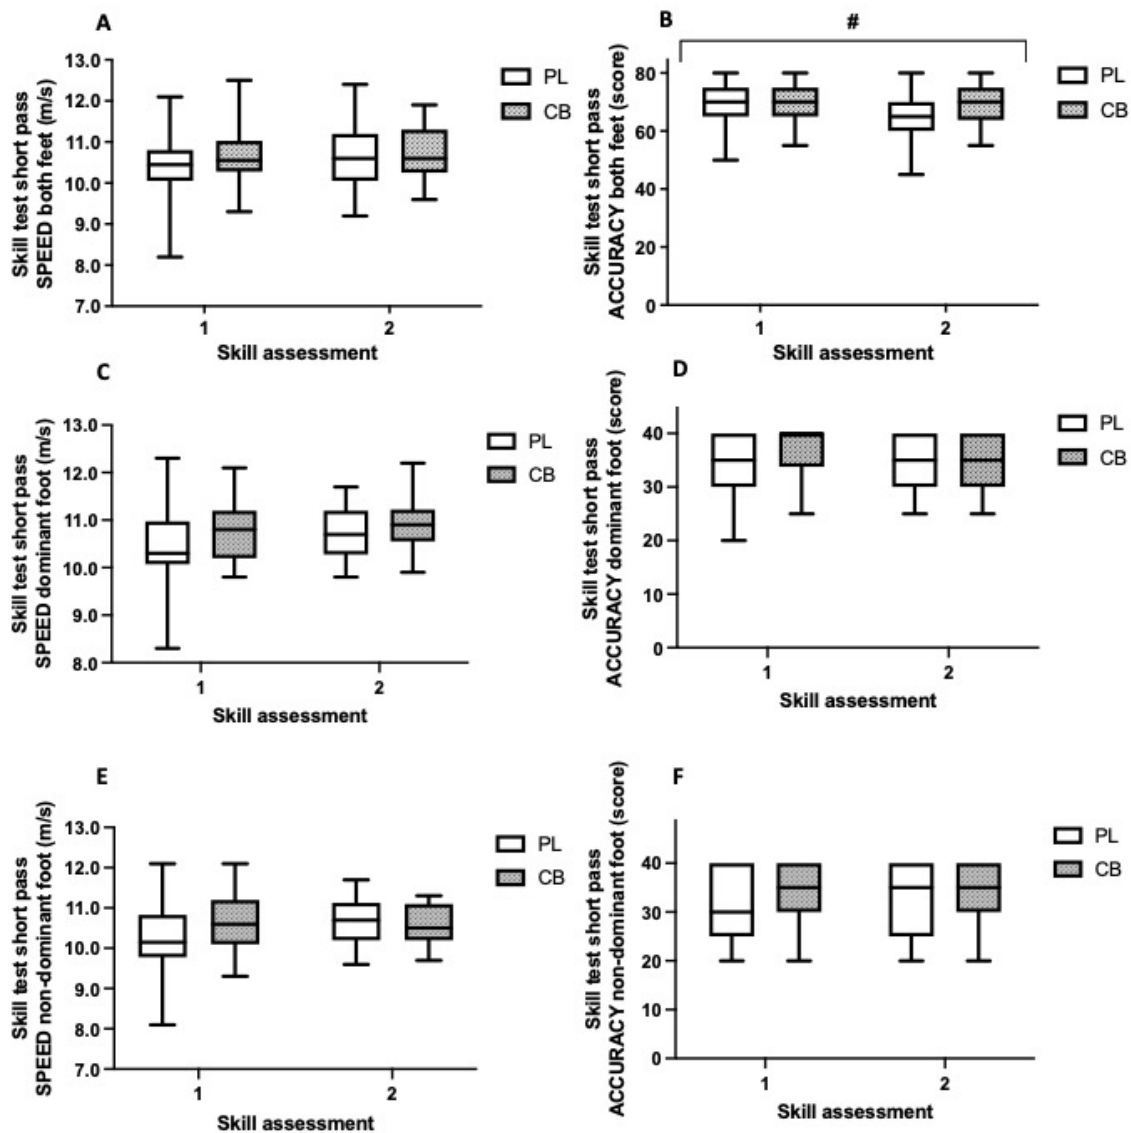 A
Skill test short pass
SPEED both feet (m/s)
13.0
12.0
11.0
10.0
9.0
8.0
7.0
1
2
Skill assessment
PL
CB
B
#
Skill test short pass
ACCURACY both feet (score)
80
60
40
20
0
1
2
Skill assessment
PL
CB
C
Skill test short pass
SPEED dominant foot (m/s)
13.0
12.0
11.0
10.0
9.0
8.0
1
2
Skill assessment
PL
CB
D
Skill test short pass
ACCURACY dominant foot (score)
40
30
20
10
0
1
2
Skill assessment
PL
CB
E
Skill test short pass
SPEED non-dominant foot (m/s)
13.0
12.0
11.0
10.0
9.0
8.0
7.0
1
2
Skill assessment
PL
CB
F
Skill test short pass
ACCURACY non-dominant foot (score)
40
30
20
10
0
1
2
Skill assessment
PL
CB